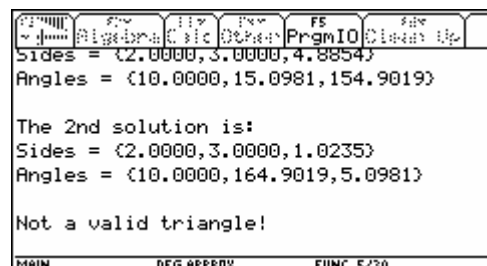 Algebra Calc Other PrgmIO Clean Up
Sides = {2.0000,3.0000,4.8854}
Angles = {10.0000,15.0981,154.9019}
The 2nd solution is:
Sides = {2.0000,3.0000,1.0235}
Angles = {10.0000,164.9019,5.0981}
Not a valid triangle!
MAIN DEG APPROX FUNC 5/30